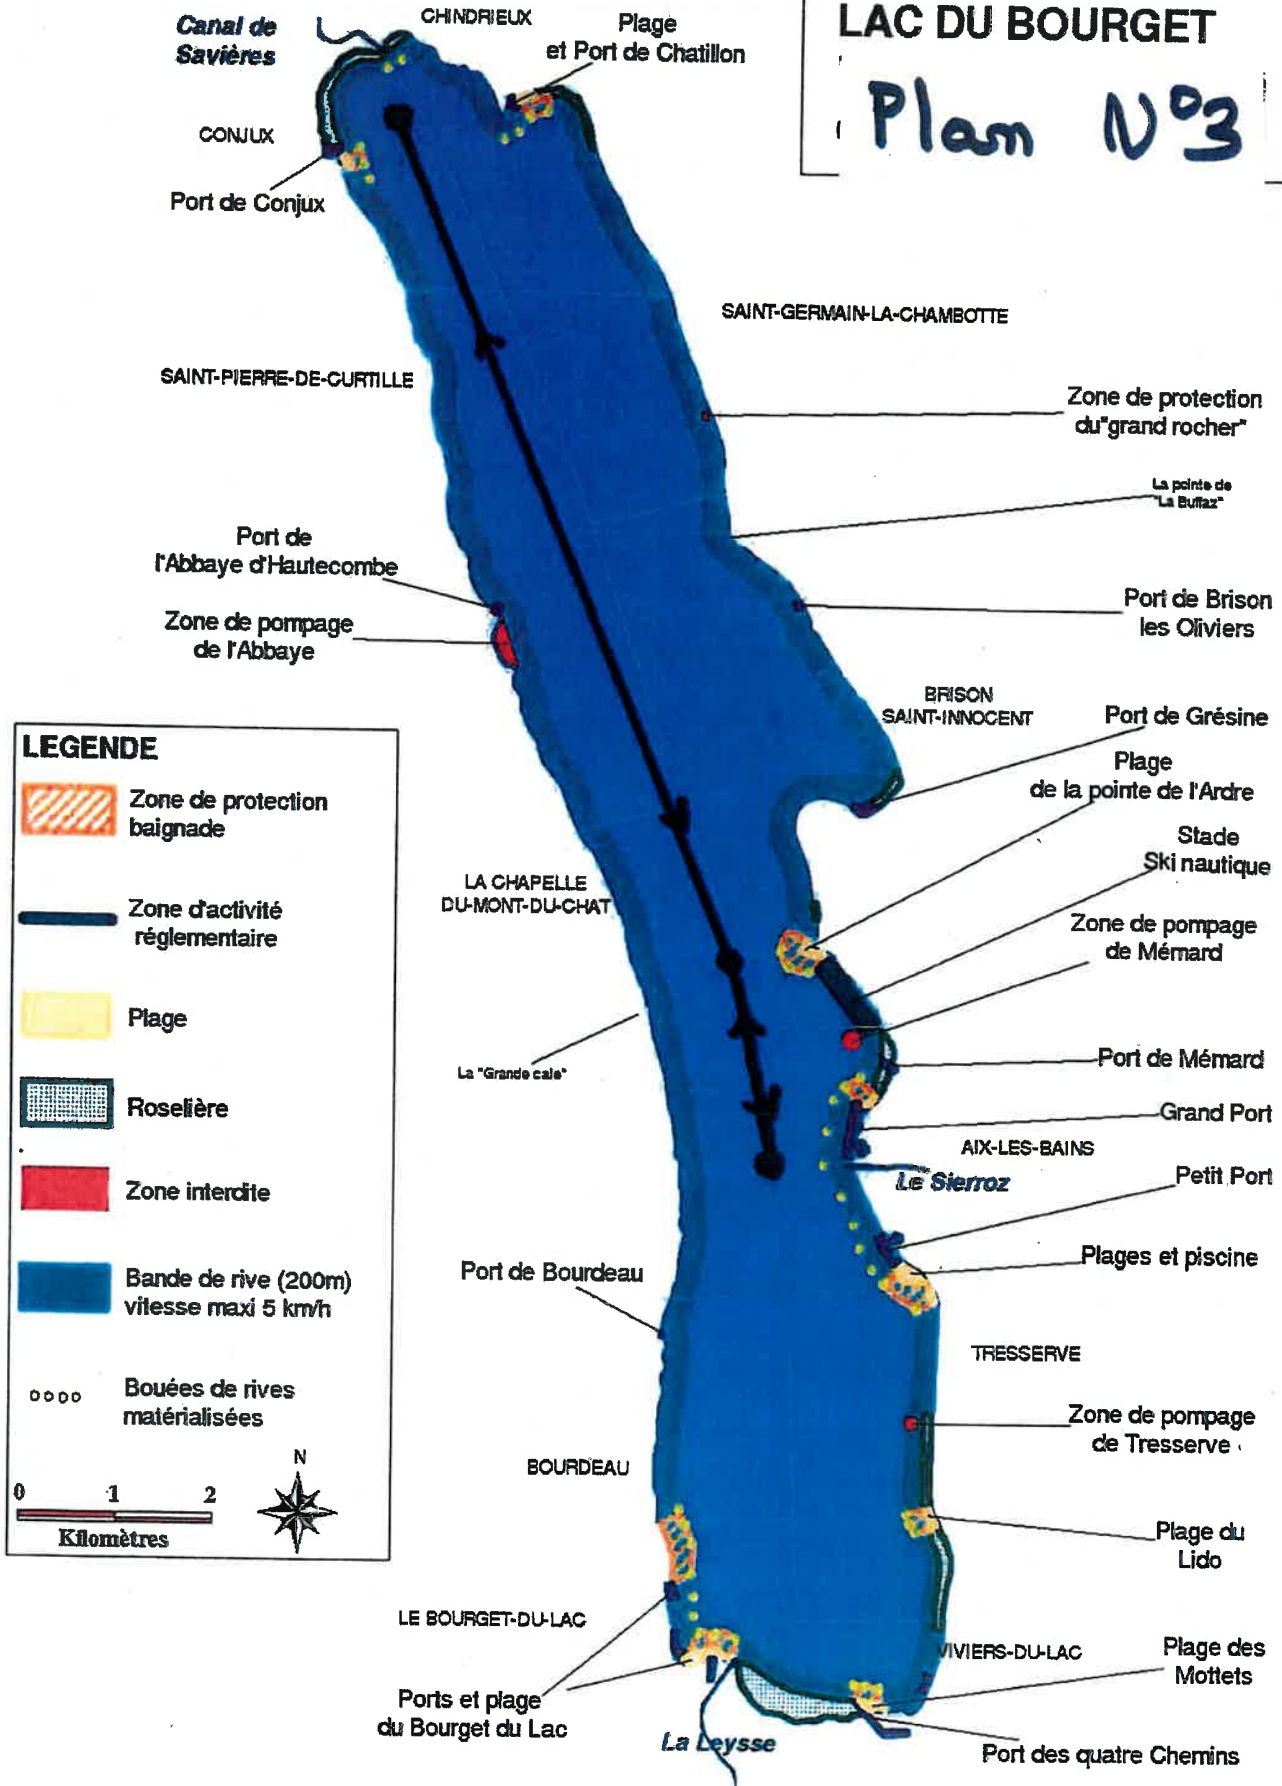 LAC DU BOURGET
Plan N°3
Canal de
Savières
CHINDRIEUX
Plage
et Port de Chatillon
CONJUX
Port de Conjux
SAINT-GERMAIN-LA-CHAMBOTTE
SAINT-PIERRE-DE-CURTILLE
Zone de protection
du"grand rocher"
La pointe de
"La Buffaz"
Port de
l'Abbaye d'Hautecombe
Zone de pompage
de l'Abbaye
Port de Brison
les Oliviers
BRISON
SAINT-INNOCENT
Port de Grésine
Plage
de la pointe de l'Ardre
Stade
Ski nautique
Zone de pompage
de Mémard
LA CHAPELLE
DU-MONT-DU-CHAT
La "Grande cale"
Port de Mémard
Grand Port
AIX-LES-BAINS
Le Sierroz
Petit Port
Plages et piscine
Port de Bourdeau
TRESSERVE
Zone de pompage
de Tresserve
BOURDEAU
Plage du
Lido
LE BOURGET-DU-LAC
VIVIERS-DU-LAC
Plage des
Mottets
Ports et plage
du Bourget du Lac
La Leysse
Port des quatre Chemins
LEGENDE
Zone de protection
baignade
Zone d'activité
réglementaire
Plage
Roselière
Zone interdite
Bande de rive (200m)
vitesse maxi 5 km/h
Bouées de rives
matérialisées
N
0 1 2
Kilomètres